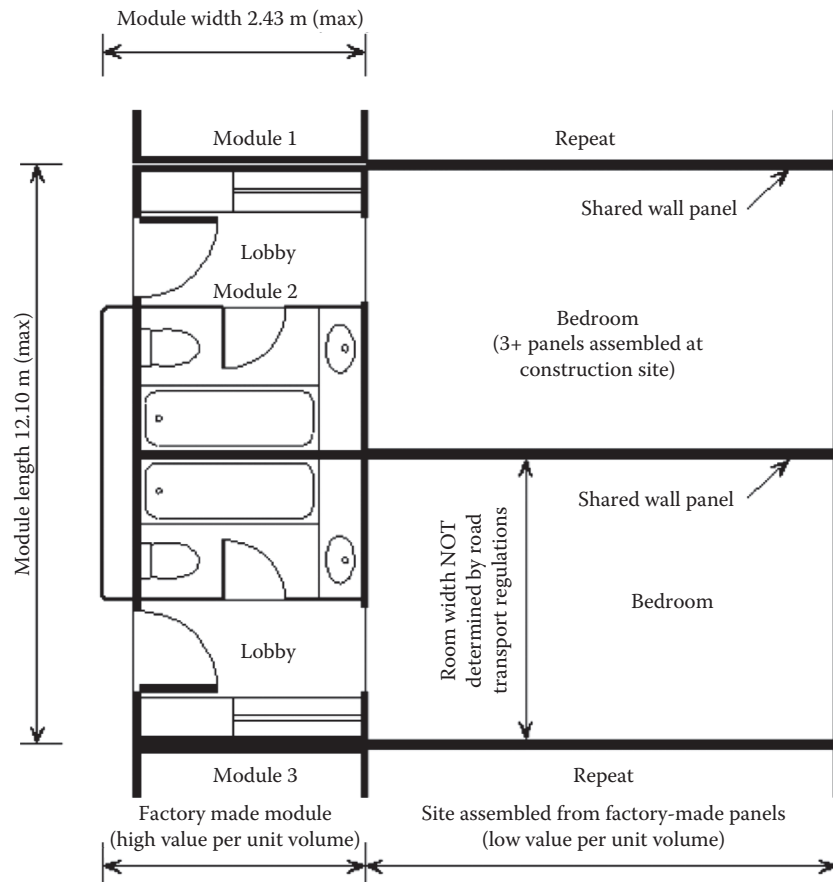 Module width 2.43 m (max)
Module 1
Repeat
Shared wall panel
Lobby
Module 2
Bedroom
(3+ panels assembled at
construction site)
Module length 12.10 m (max)
Shared wall panel
Room width NOT
determined by road
transport regulations
Bedroom
Lobby
Module 3
Repeat
Factory made module
(high value per unit volume)
Site assembled from factory-made panels
(low value per unit volume)